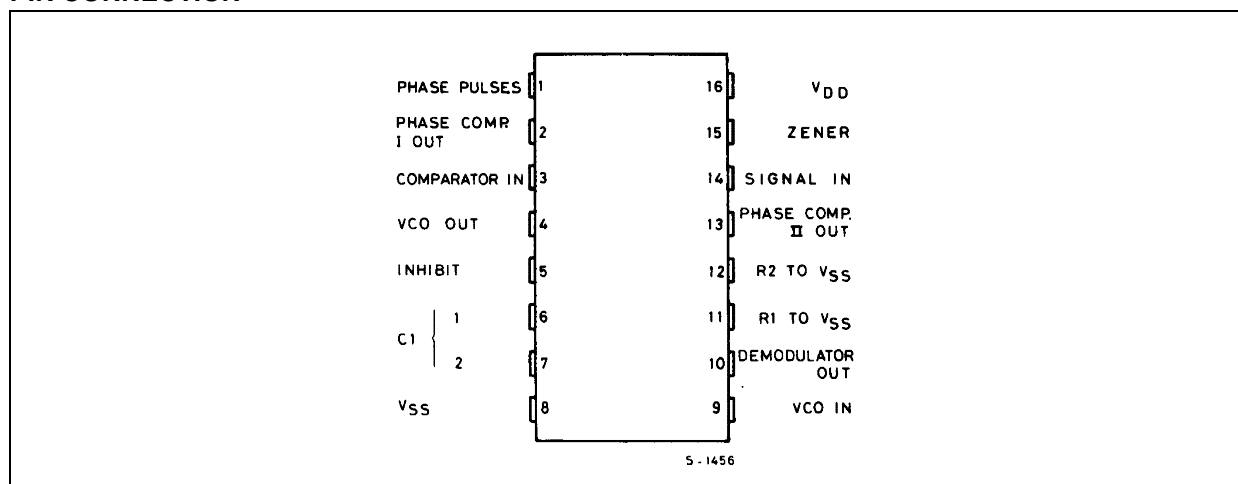 PHASE PULSES 1
16 VDD
PHASE COMP.
I OUT 2
15 ZENER
COMPARATOR IN 3
14 SIGNAL IN
VCO OUT 4
13 PHASE COMP.
II OUT
INHIBIT 5
12 R2 TO VSS
C1 1 6
11 R1 TO VSS
2 7
10 DEMODULATOR
OUT
VSS 8
9 VCO IN
S-1456